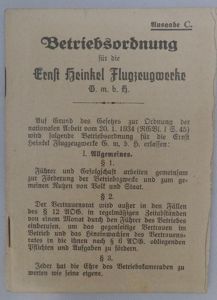 Ausgabe C.
Betriebsordnung
für die
Ernst Heinkel Flugzeugwerke
G. m. b. H.
Auf Grund des Gesetzes zur Ordnung der
nationalen Arbeit vom 20. 1. 1934 (RGBl. I S. 45)
wird folgende Betriebsordnung für die Ernst
Heinkel Flugzeugwerke G. m. b. H. erlassen:
I. Allgemeines.
§ 1.
Führer und Gefolgschaft arbeiten gemeinsam
zur Förderung der Betriebszwecke und zum ge-
meinen Nutzen von Volk und Staat.
§ 2.
Der Vertrauensrat wird außer in den Fällen
des § 12 AOG. in regelmäßigen Zeitabständen
von einem Monat durch den Führer des Betriebes
einberufen, um das gegenseitige Vertrauen im
Betrieb und das Hineinwachsen des Vertrauens-
rates in die ihnen nach § 6 AOG. obliegenden
Pflichten und Aufgaben zu fördern.
§ 3.
Jeder hat die Ehre des Betriebskameraden zu
werten wie seine eigene.